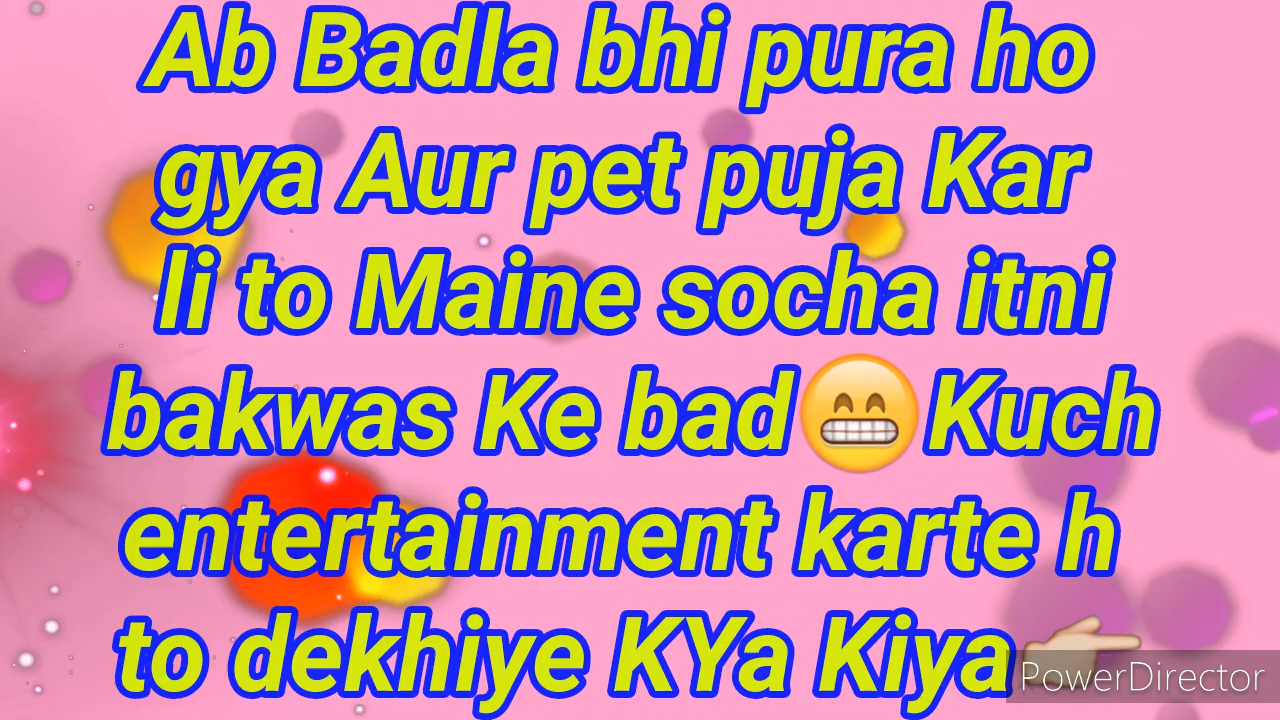 Ab Badla bhi pura ho
gya Aur pet puja Kar
li to Maine socha itni
bakwas Ke bad😁Kuch
entertainment karte h
to dekhiye KYa Kiya👉
PowerDirector